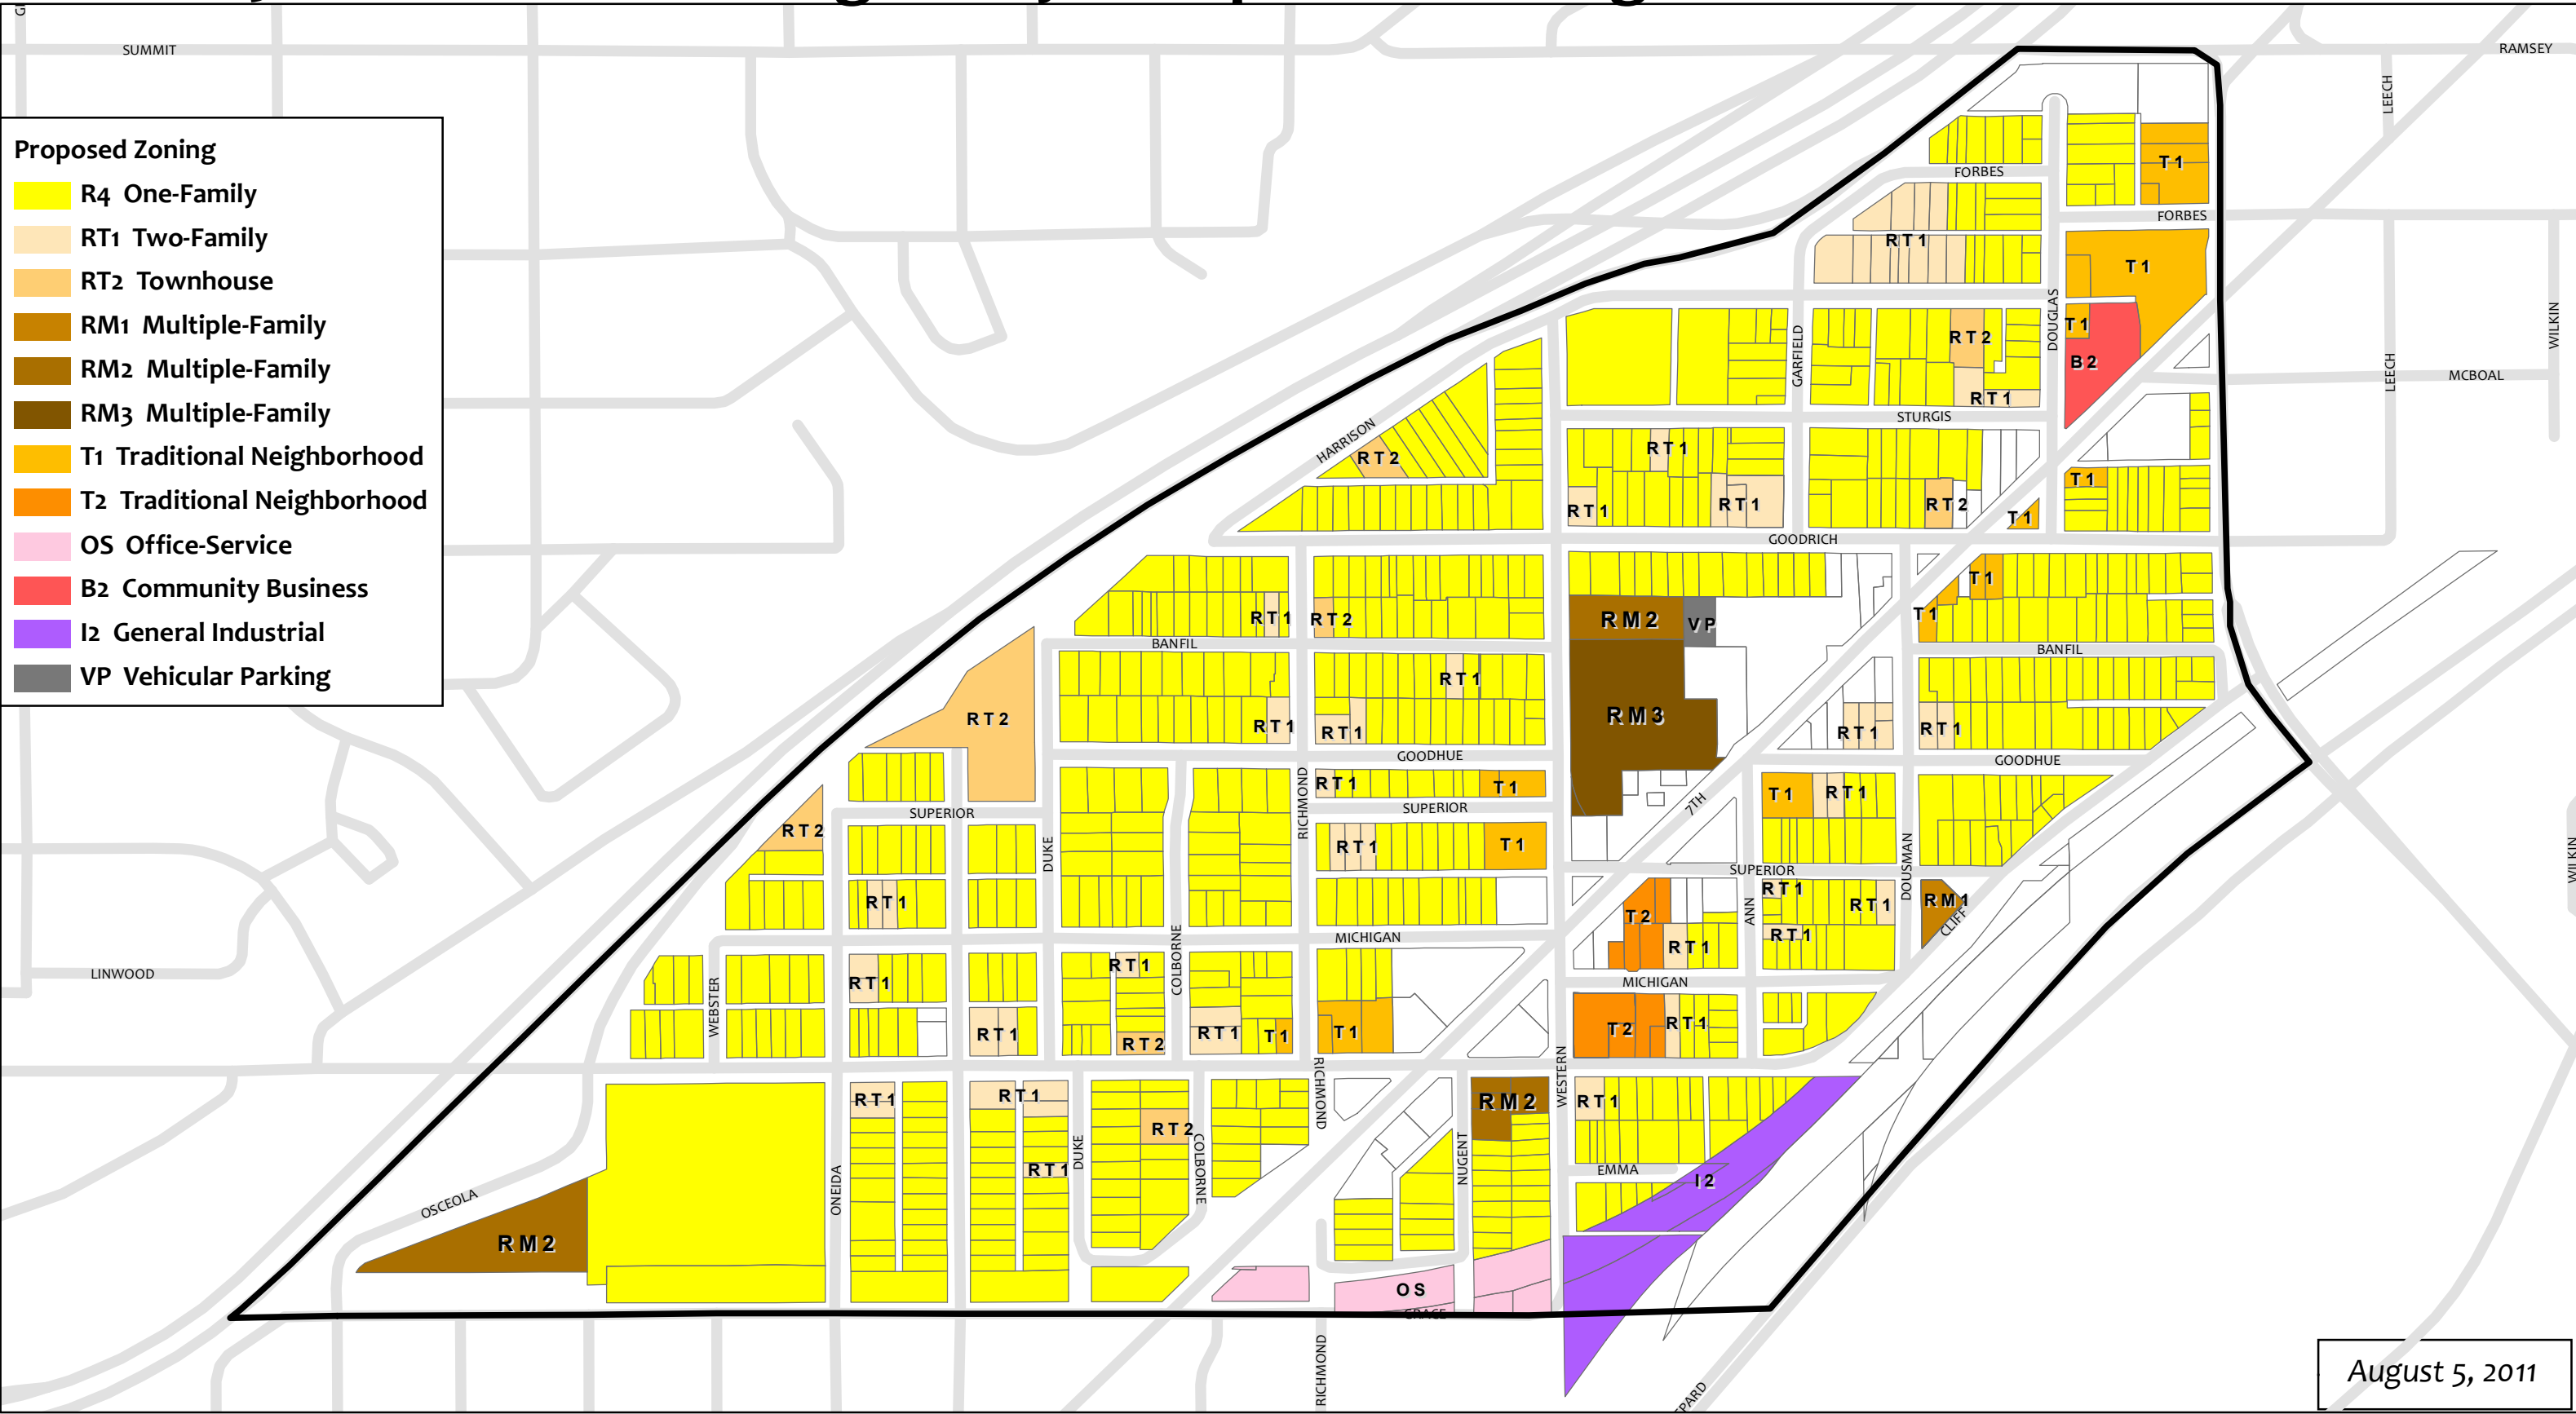 SUMMIT
RAMSEY
LEECH
Proposed Zoning
R4 One-Family
RT1 Two-Family
RT2 Townhouse
RM1 Multiple-Family
RM2 Multiple-Family
RM3 Multiple-Family
T1 Traditional Neighborhood
T2 Traditional Neighborhood
OS Office-Service
B2 Community Business
I2 General Industrial
VP Vehicular Parking
T1
FORBES
FORBES
RT1
T1
DOUGLAS
GARFIELD
WILKIN
RT2
T1
B2
LEECH
MCBOAL
RT1
STURGIS
HARRISON
RT2
RT1
RT1
RT1
RT2
T1
T1
GOODRICH
T1
RT1
RT2
RM2
VP
T1
BANFIL
BANFIL
RT1
RT2
RT1
RT1
RM3
RT1
RT1
GOODHUE
GOODHUE
RT1
T1
T1
RT1
RICHMOND
SUPERIOR
SUPERIOR
7TH
RT2
DUKE
RT1
T1
DOUSMAN
WILKIN
SUPERIOR
RT1
RT1
RT1
RM1
T2
ANN
CLIFF
MICHIGAN
RT1
RT1
COLBORNE
LINWOOD
RT1
RT1
MICHIGAN
WEBSTER
RT1
RT2
RT1
T1
T1
T2
RT1
RICHMOND
WESTERN
RT1
RT1
RM2
RT1
RT2
DUKE
COLBORNE
NUGENT
RT1
EMMA
I2
ONEIDA
OSCEOLA
RM2
OS
GRACE
RICHMOND
August 5, 2011